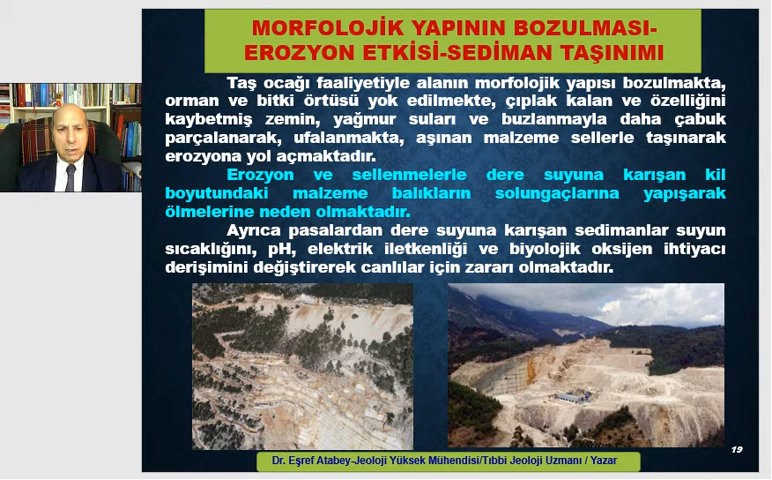 MORFOLOJİK YAPININ BOZULMASI-
EROZYON ETKİSİ-SEDİMAN TAŞINIMI
Taş ocağı faaliyetiyle alanın morfolojik yapısı bozulmakta,
orman ve bitki örtüsü yok edilmekte, çıplak kalan ve özelliğini
kaybetmiş zemin, yağmur suları ve buzlanmayla daha çabuk
parçalanarak, ufalanmakta, aşınan malzeme sellerle taşınarak
erozyona yol açmaktadır.
Erozyon ve sellenmelerle dere suyuna karışan kil
boyutundaki malzeme balıkların solungaçlarına yapışarak
ölmelerine neden olmaktadır.
Ayrıca pasalardan dere suyuna karışan sedimanlar suyun
sıcaklığını, pH, elektrik iletkenliği ve biyolojik oksijen ihtiyacı
derişimini değiştirerek canlılar için zararı olmaktadır.
19
Dr. Eşref Atabey-Jeoloji Yüksek Mühendisi/Tıbbi Jeoloji Uzmanı / Yazar